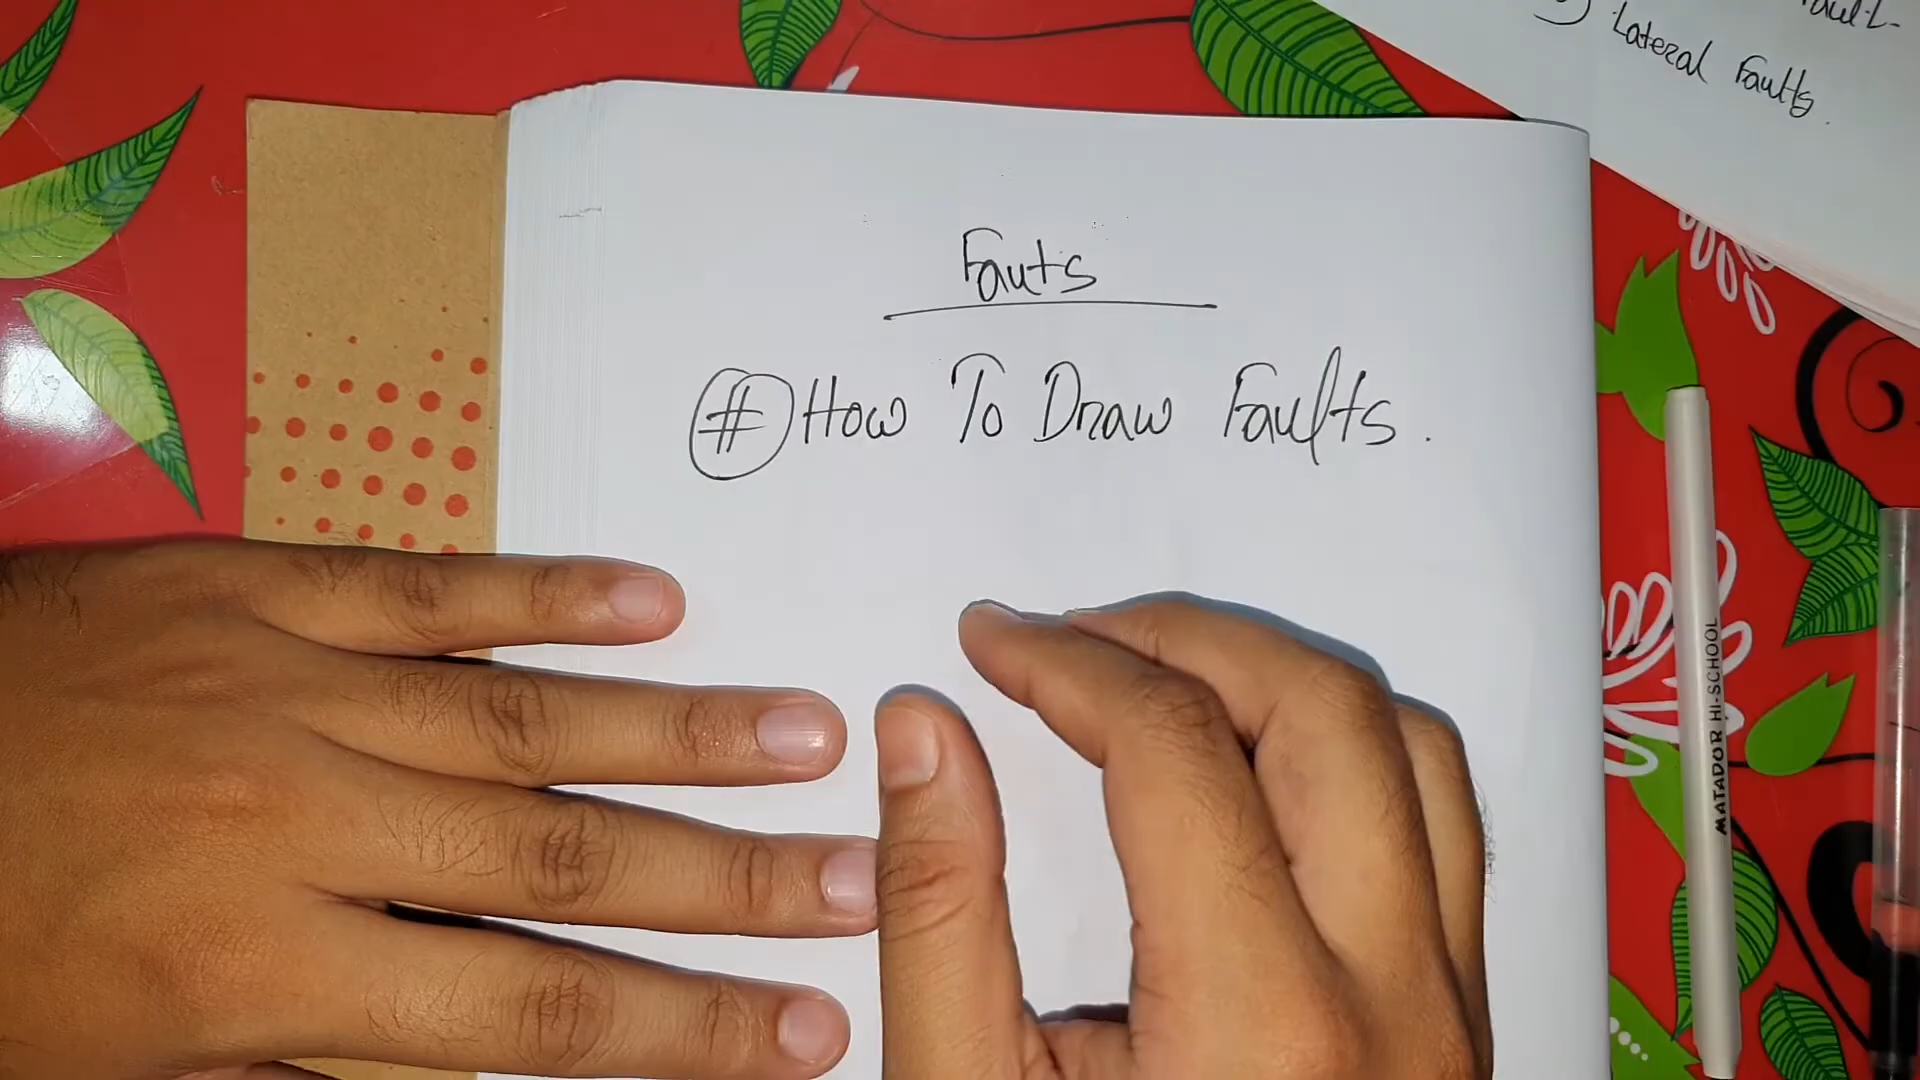 Fauts
# How To Draw Faults.
Lateral Faults.
MATADOR HI-SCHOOL